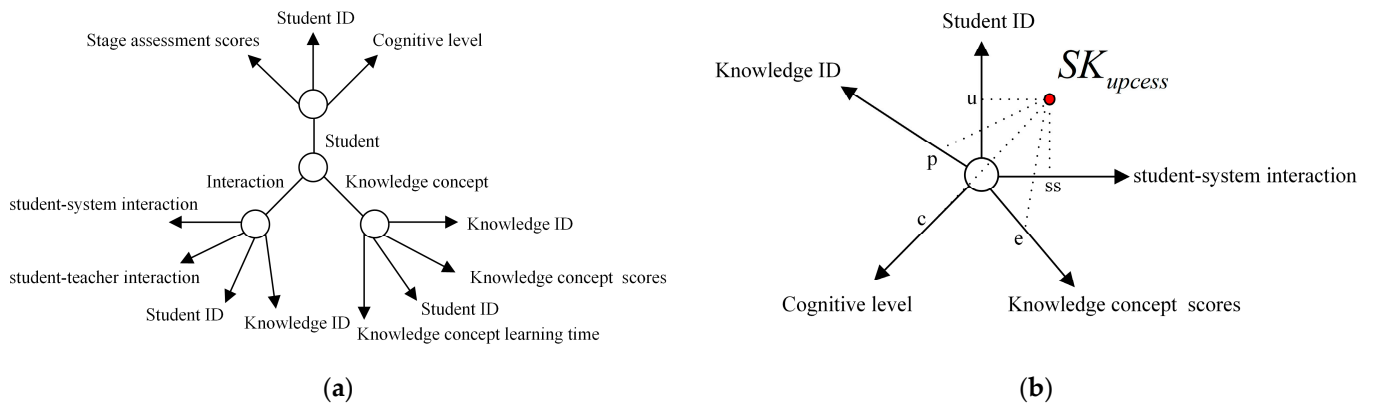 Student ID
Stage assessment scores
Cognitive level
Student
Interaction
Knowledge concept
student-system interaction
Knowledge ID
student-teacher interaction
Knowledge concept scores
Student ID
Student ID
Knowledge ID
Knowledge concept learning time
(a)
Student ID
SKupcess
Knowledge ID
u
p
ss
student-system interaction
c
e
Cognitive level
Knowledge concept scores
(b)